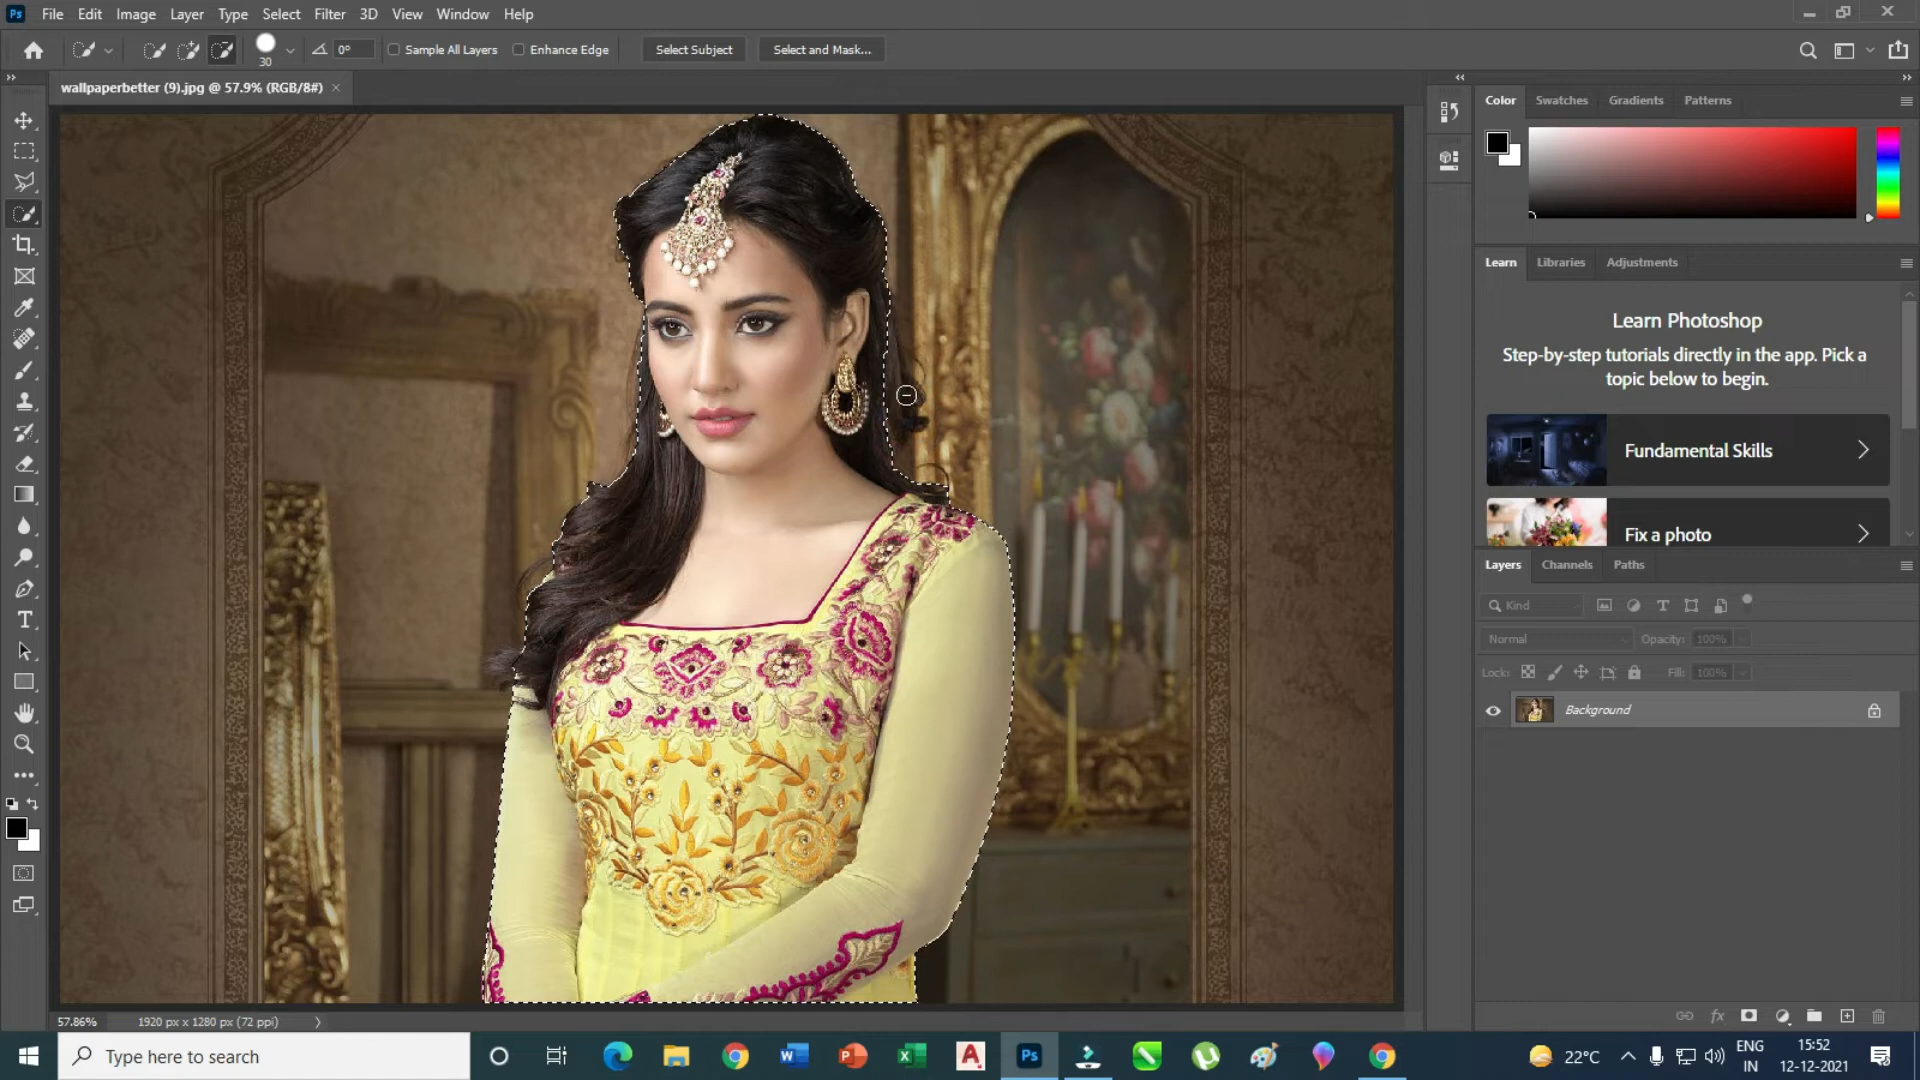 Ps File Edit Image Layer Type Select Filter 3D View Window Help
30 0° Sample All Layers Enhance Edge Select Subject Select and Mask...
wallpaperbetter (9).jpg @ 57.9% (RGB/8#) ×
Color Swatches Gradients Patterns
Learn Libraries Adjustments
Learn Photoshop
Step-by-step tutorials directly in the app. Pick a
topic below to begin.
Fundamental Skills
Fix a photo
Layers Channels Paths
Kind
Normal Opacity: 100%
Lock: Fill: 100%
Background
57.86% 1920 px x 1280 px (72 ppi)
Type here to search
Ps
22°C
ENG
IN
15:52
12-12-2021